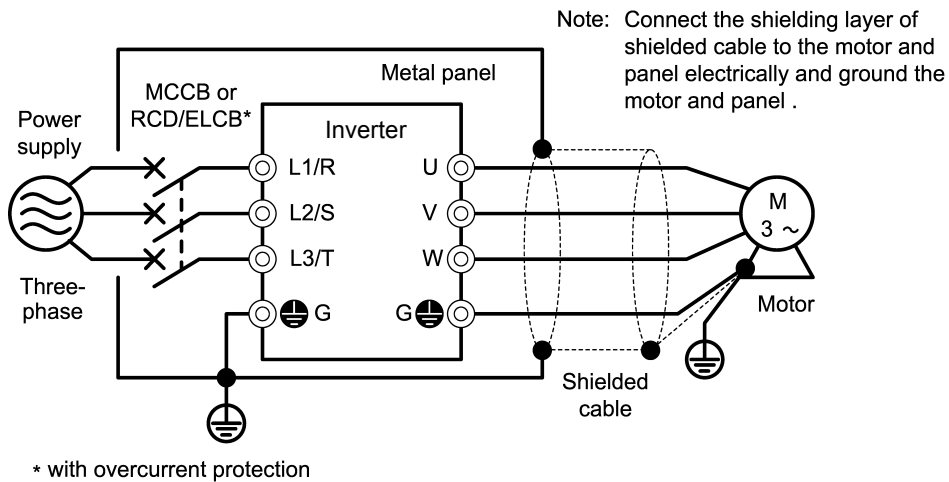 Note: Connect the shielding layer of
shielded cable to the motor and
panel electrically and ground the
motor and panel .
Metal panel
MCCB or
RCD/ELCB*
Power
supply
Inverter
L1/R
U
L2/S
V
L3/T
W
G
G
M
3 ~
Three-
phase
Motor
Shielded
cable
* with overcurrent protection